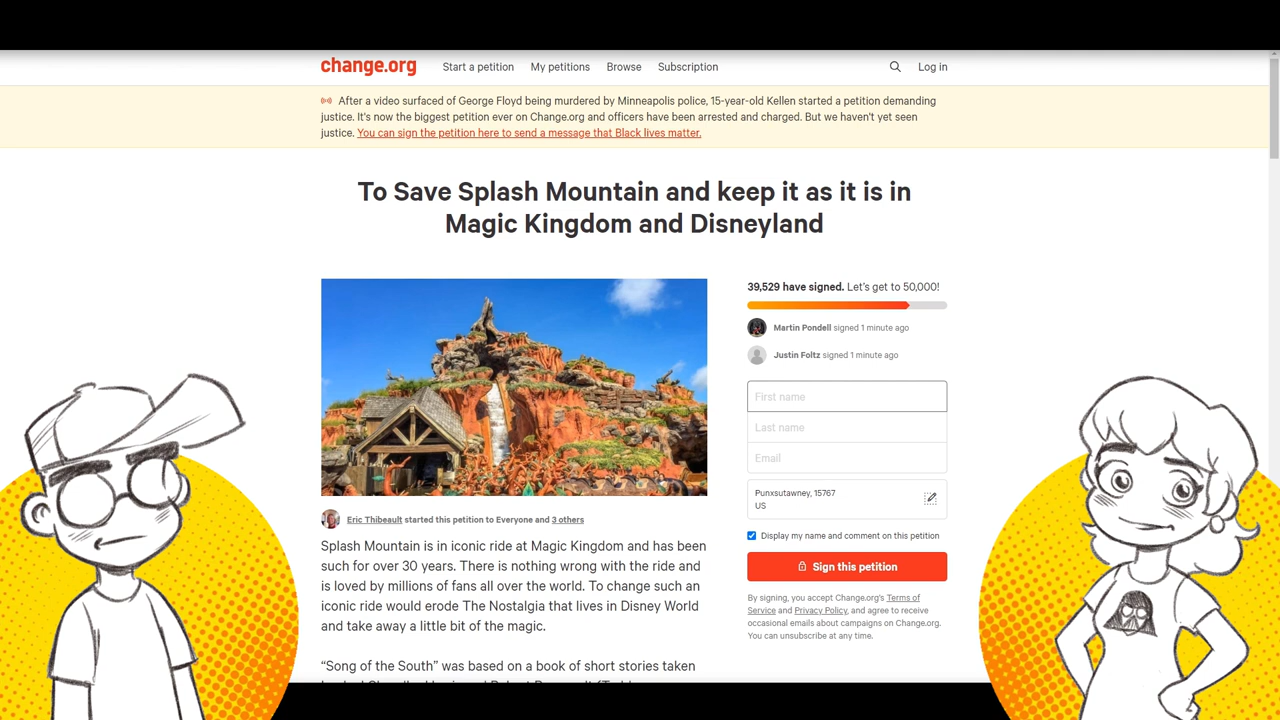 change.org
Start a petition
My petitions
Browse
Subscription
Log in
After a video surfaced of George Floyd being murdered by Minneapolis police, 15-year-old Kellen started a petition demanding
justice. It's now the biggest petition ever on Change.org and officers have been arrested and charged. But we haven't yet seen
justice. You can sign the petition here to send a message that Black lives matter.
To Save Splash Mountain and keep it as it is in
Magic Kingdom and Disneyland
39,529 have signed. Let's get to 50,000!
Martin Pondell signed 1 minute ago
Justin Foltz signed 1 minute ago
First name
Last name
Email
Punxsutawney, 15767
US
Display my name and comment on this petition
Sign this petition
By signing, you accept Change.org's Terms of
Service and Privacy Policy, and agree to receive
occasional emails about campaigns on Change.org.
You can unsubscribe at any time.
Eric Thibeault started this petition to Everyone and 3 others
Splash Mountain is in iconic ride at Magic Kingdom and has been
such for over 30 years. There is nothing wrong with the ride and
is loved by millions of fans all over the world. To change such an
iconic ride would erode The Nostalgia that lives in Disney World
and take away a little bit of the magic.
“Song of the South” was based on a book of short stories taken